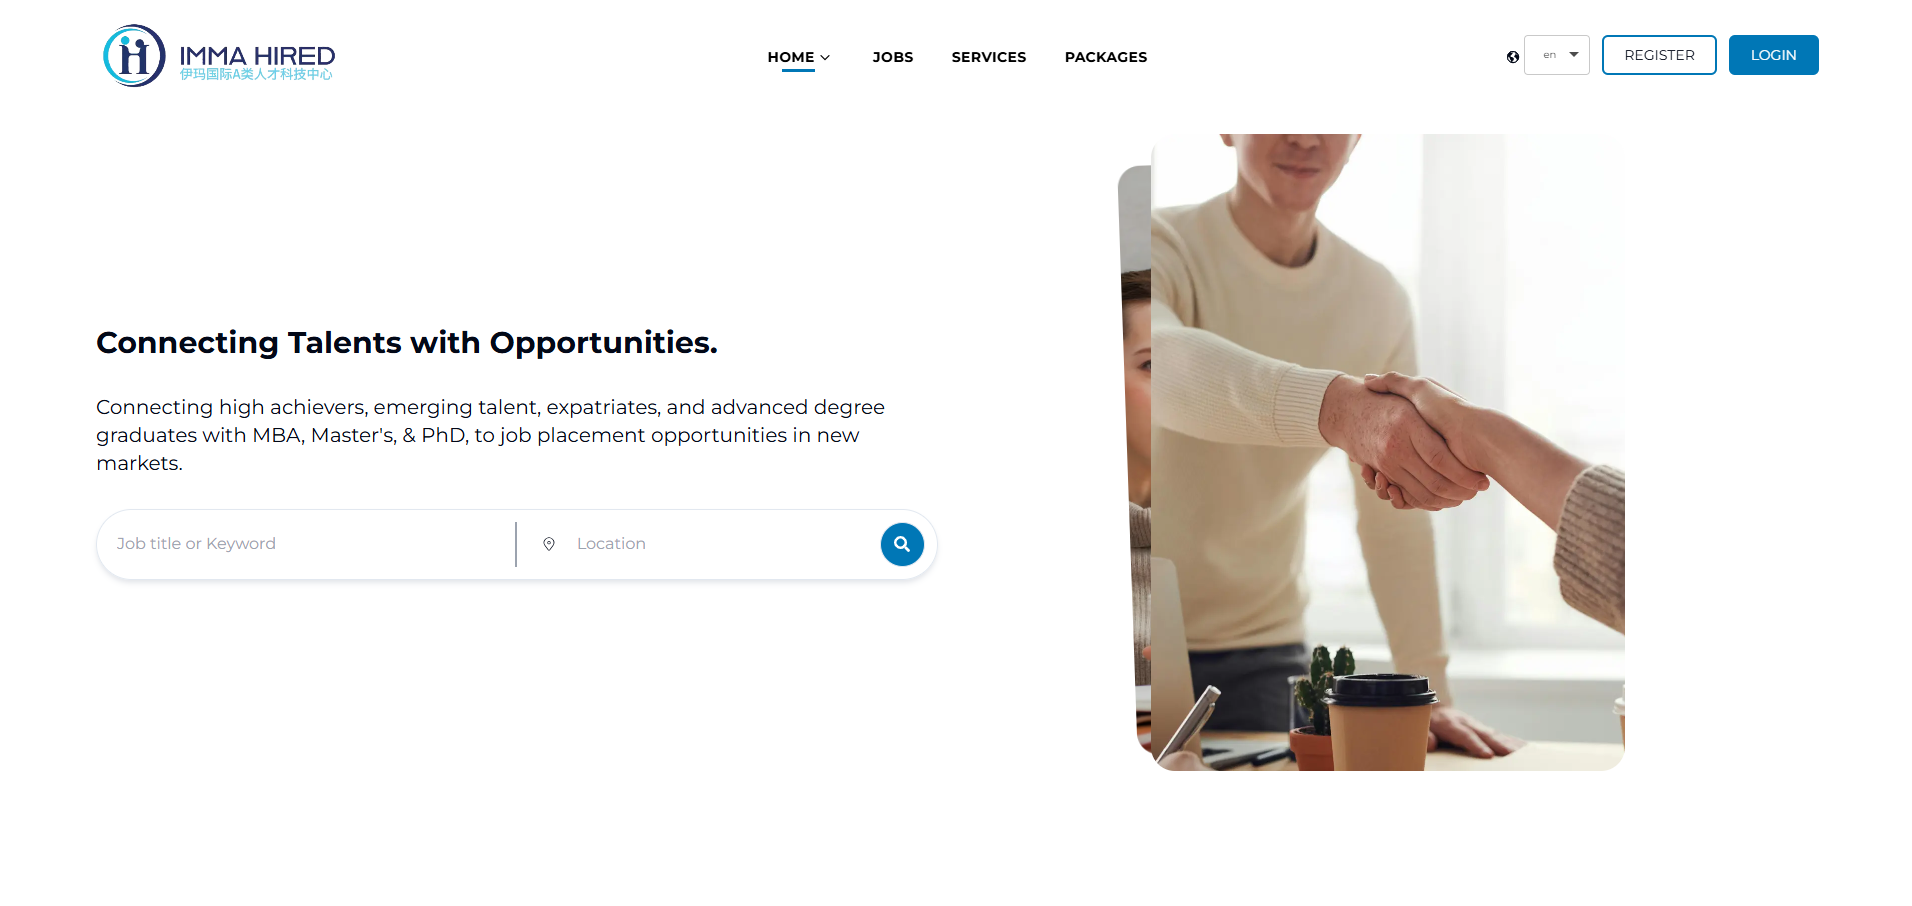 IMMA HIRED
伊玛国际A类人才科技中心
HOME
JOBS
SERVICES
PACKAGES
en
REGISTER
LOGIN
Connecting Talents with Opportunities.
Connecting high achievers, emerging talent, expatriates, and advanced degree
graduates with MBA, Master's, & PhD, to job placement opportunities in new
markets.
Job title or Keyword
Location